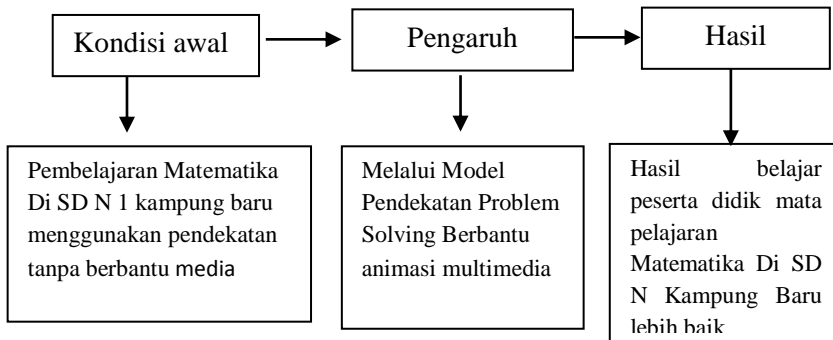 Kondisi awal
Pengaruh
Hasil
Pembelajaran Matematika
Di SD N 1 kampung baru
menggunakan pendekatan
tanpa berbantu media
Melalui Model
Pendekatan Problem
Solving Berbantu
animasi multimedia
Hasil belajar
peserta didik mata
pelajaran
Matematika Di SD
N Kampung Baru
lebih baik